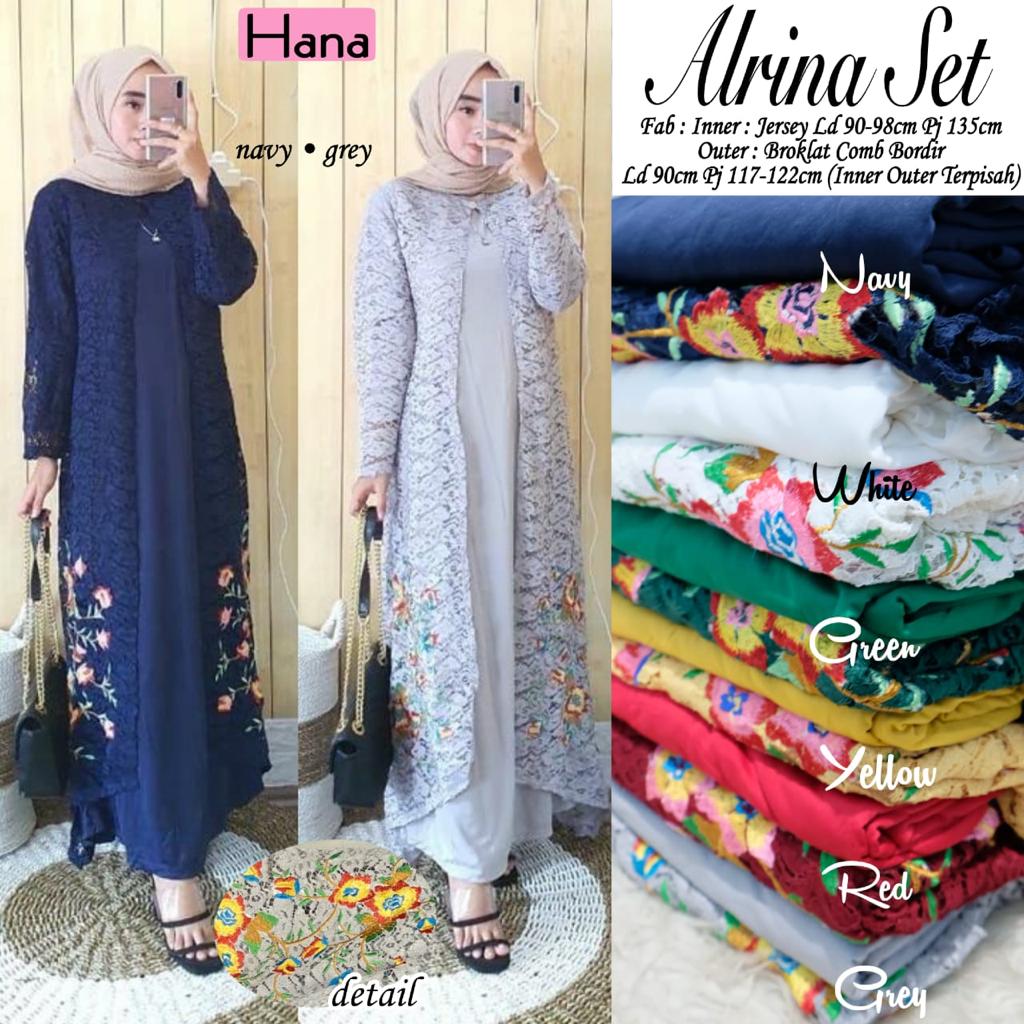 Hana
navy • grey
Alrina Set
Fab : Inner : Jersey Ld 90-98cm Pj 135cm
Outer : Broklat Comb Bordir
Ld 90cm Pj 117-122cm (Inner Outer Terpisah)
Navy
White
Green
Yellow
Red
Grey
detail